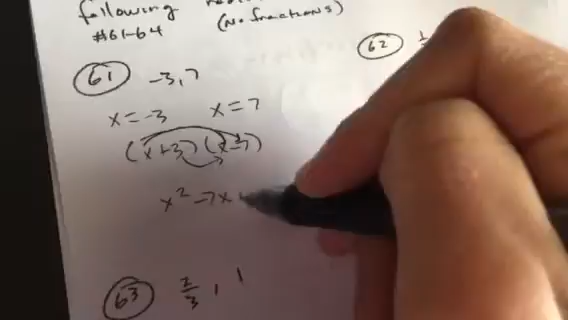 following
#61-64 (No fractions)
61 -3, 7
62
x=-3 x=7
(x+3)(x-7)
x² -7x +
63 2/3, 1